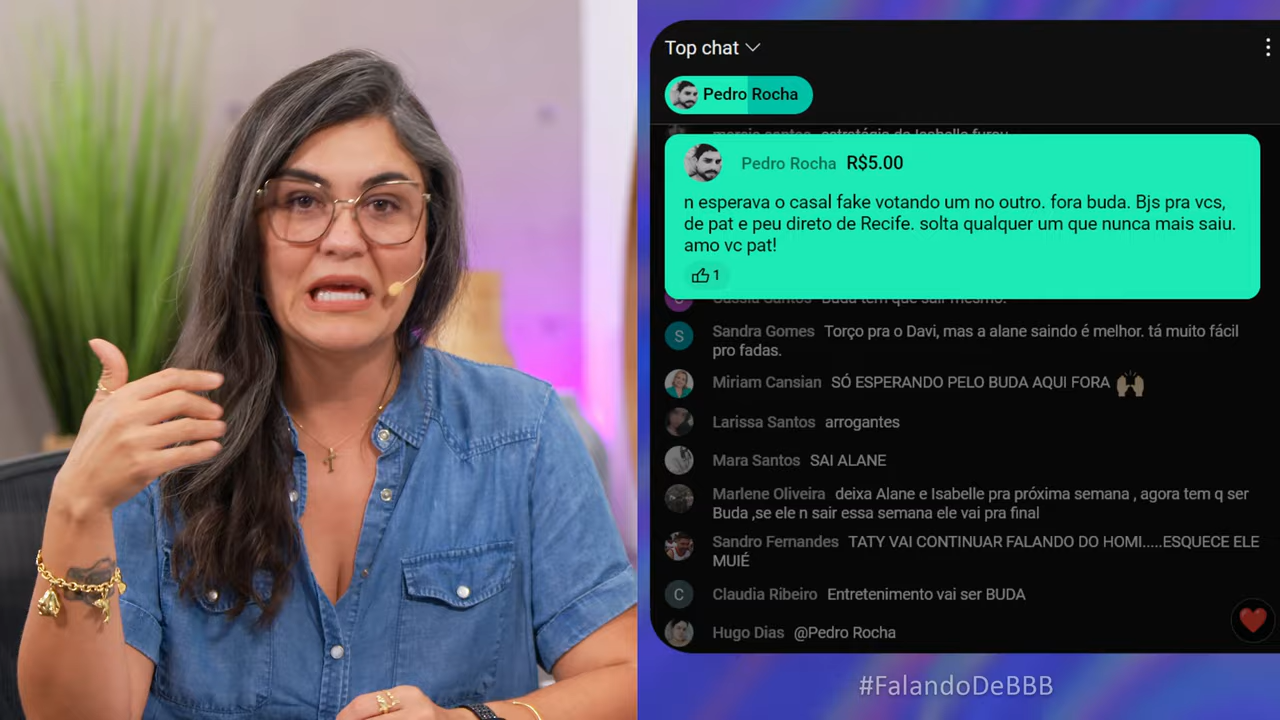 Top chat
Pedro Rocha
Pedro Rocha R$5.00
n esperava o casal fake votando um no outro. fora buda. Bjs pra vcs,
de pat e peu direto de Recife. solta qualquer um que nunca mais saiu.
amo vc pat!
1
Buda tem que sair mesmo.
S Sandra Gomes Torço pra o Davi, mas a alane saindo é melhor. tá muito fácil
pro fadas.
Miriam Cansian SÓ ESPERANDO PELO BUDA AQUI FORA
Larissa Santos arrogantes
Mara Santos SAI ALANE
Marlene Oliveira deixa Alane e Isabelle pra próxima semana , agora tem q ser
Buda ,se ele n sair essa semana ele vai pra final
Sandro Fernandes TATY VAI CONTINUAR FALANDO DO HOMI.....ESQUECE ELE
MUIÉ
C Claudia Ribeiro Entretenimento vai ser BUDA
Hugo Dias @Pedro Rocha
#FalandoDeBBB